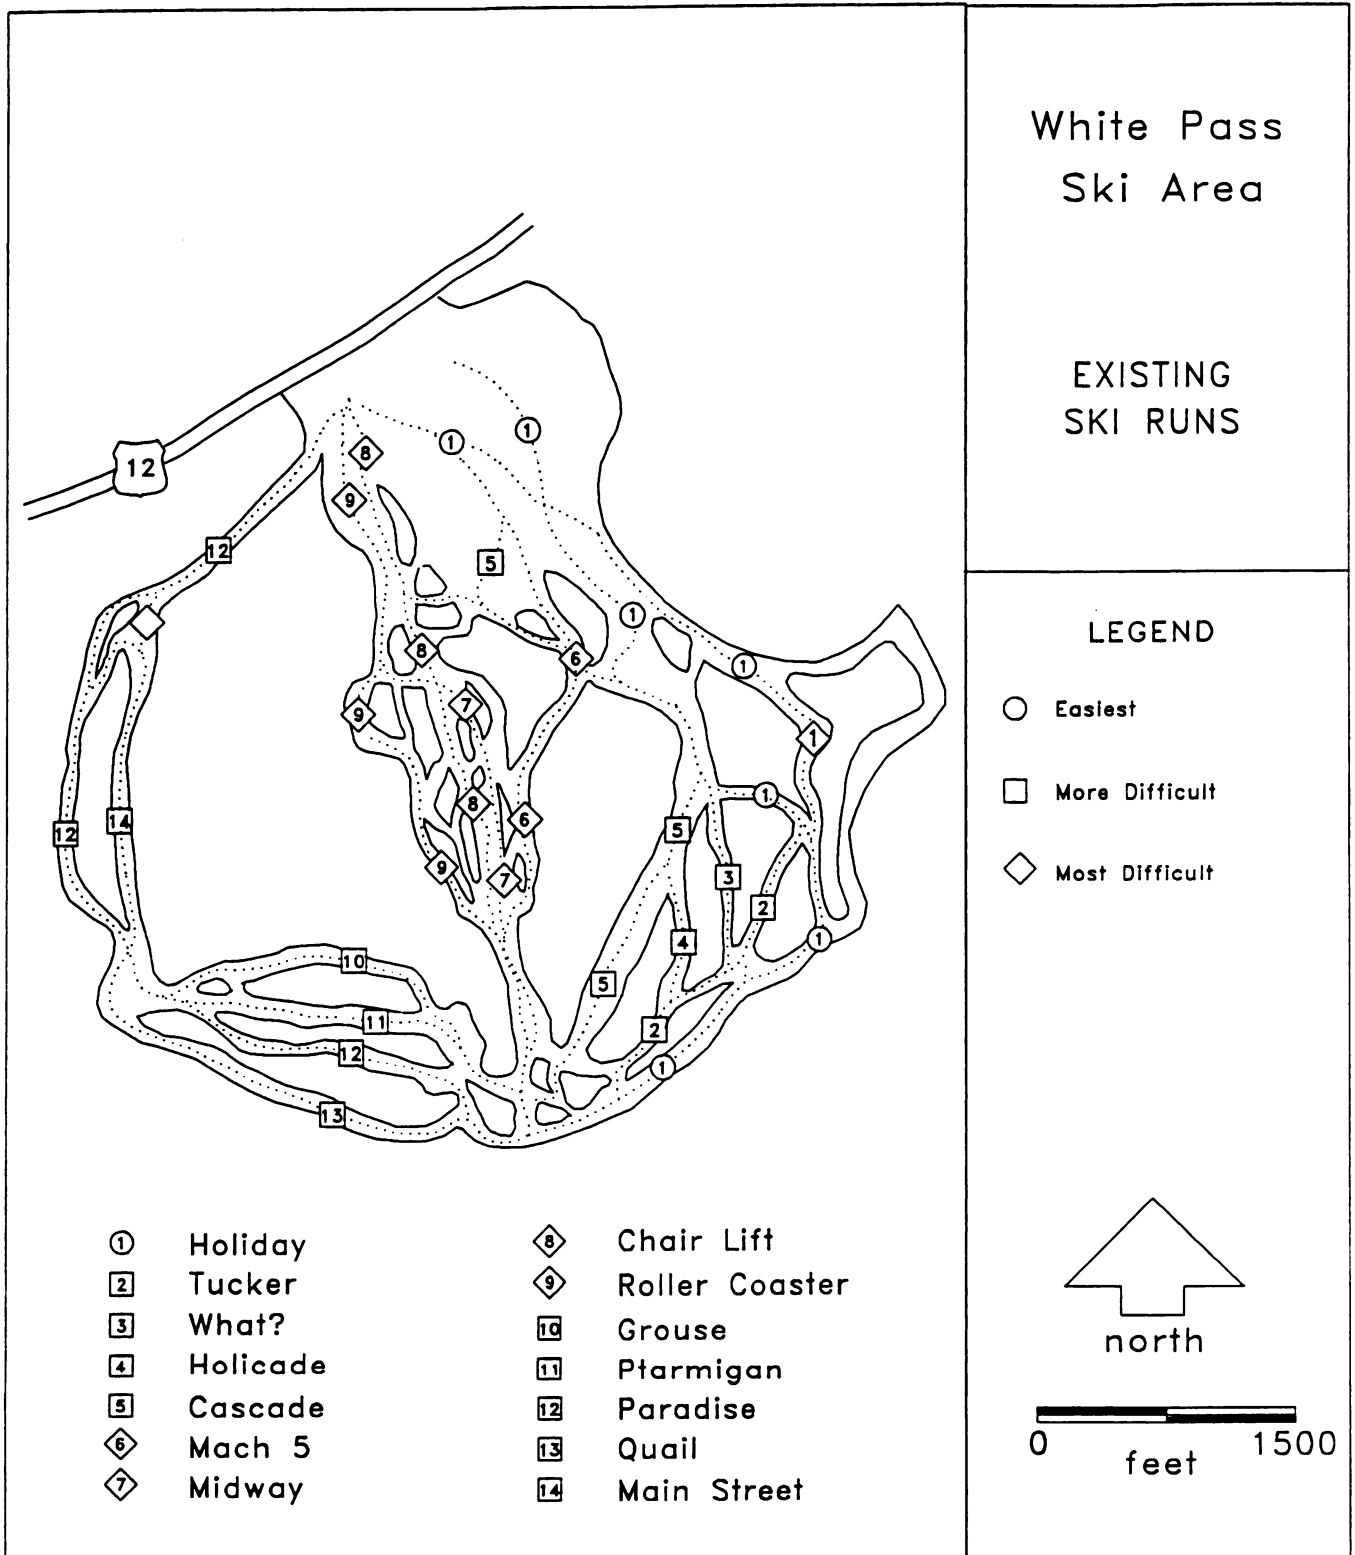 White Pass
Ski Area
EXISTING
SKI RUNS
LEGEND
Easiest
More Difficult
Most Difficult
north
0 1500
feet
12
1
1
8
9
12
5
1
6
8
1
7
9
1
1
8
6
5
14
12
9
7
3
2
1
4
10
5
11
2
12
1
13
1 Holiday
2 Tucker
3 What?
4 Holicade
5 Cascade
6 Mach 5
7 Midway
8 Chair Lift
9 Roller Coaster
10 Grouse
11 Ptarmigan
12 Paradise
13 Quail
14 Main Street